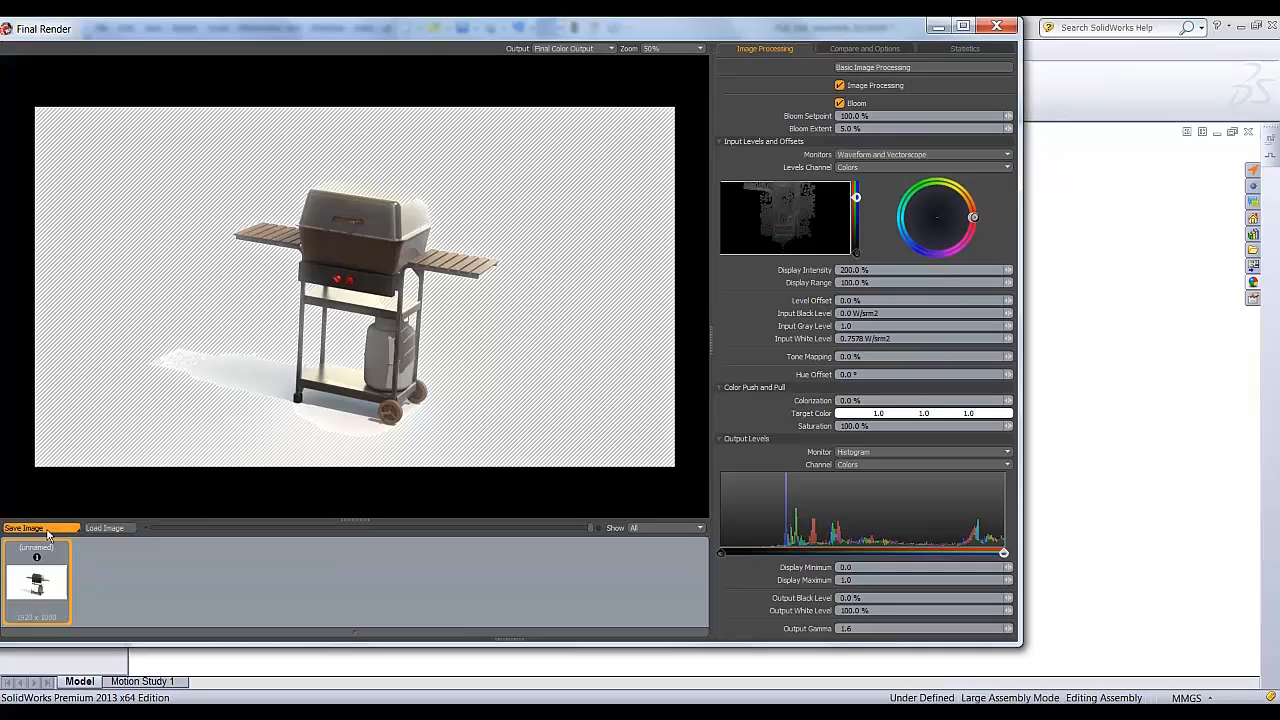 Final Render
Search SolidWorks Help
Output Final Color Output Zoom 50%
Image Processing Compare and Options Statistics
Basic Image Processing
Image Processing
Bloom
Bloom Setpoint 100.0 %
Bloom Extent 5.0 %
Input Levels and Offsets
Monitors Waveform and Vectorscope
Levels Channel Colors
Display Intensity 200.0 %
Display Range 100.0 %
Level Offset 0.0 %
Input Black Level 0.0 W/srm2
Input Gray Level 1.0
Input White Level 0.7578 W/srm2
Tone Mapping 0.0 %
Hue Offset 0.0 °
Color Push and Pull
Colorization 0.0 %
Target Color 1.0 1.0 1.0
Saturation 100.0 %
Output Levels
Monitor Histogram
Channel Colors
Save Image Load Image Show All
(unnamed)
1
1920 x 1080
Display Minimum 0.0
Display Maximum 1.0
Output Black Level 0.0 %
Output White Level 100.0 %
Output Gamma 1.6
Model Motion Study 1
SolidWorks Premium 2013 x64 Edition Under Defined Large Assembly Mode Editing Assembly MMGS